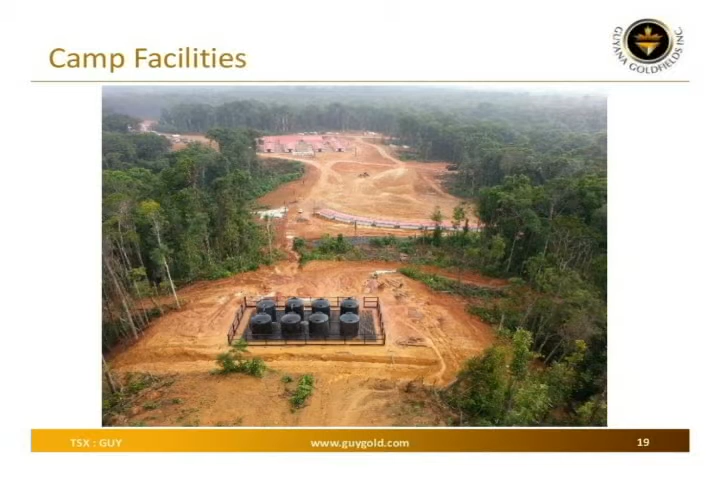 Camp Facilities
GUYANA GOLDFIELDS INC
TSX : GUY
www.guygold.com
19